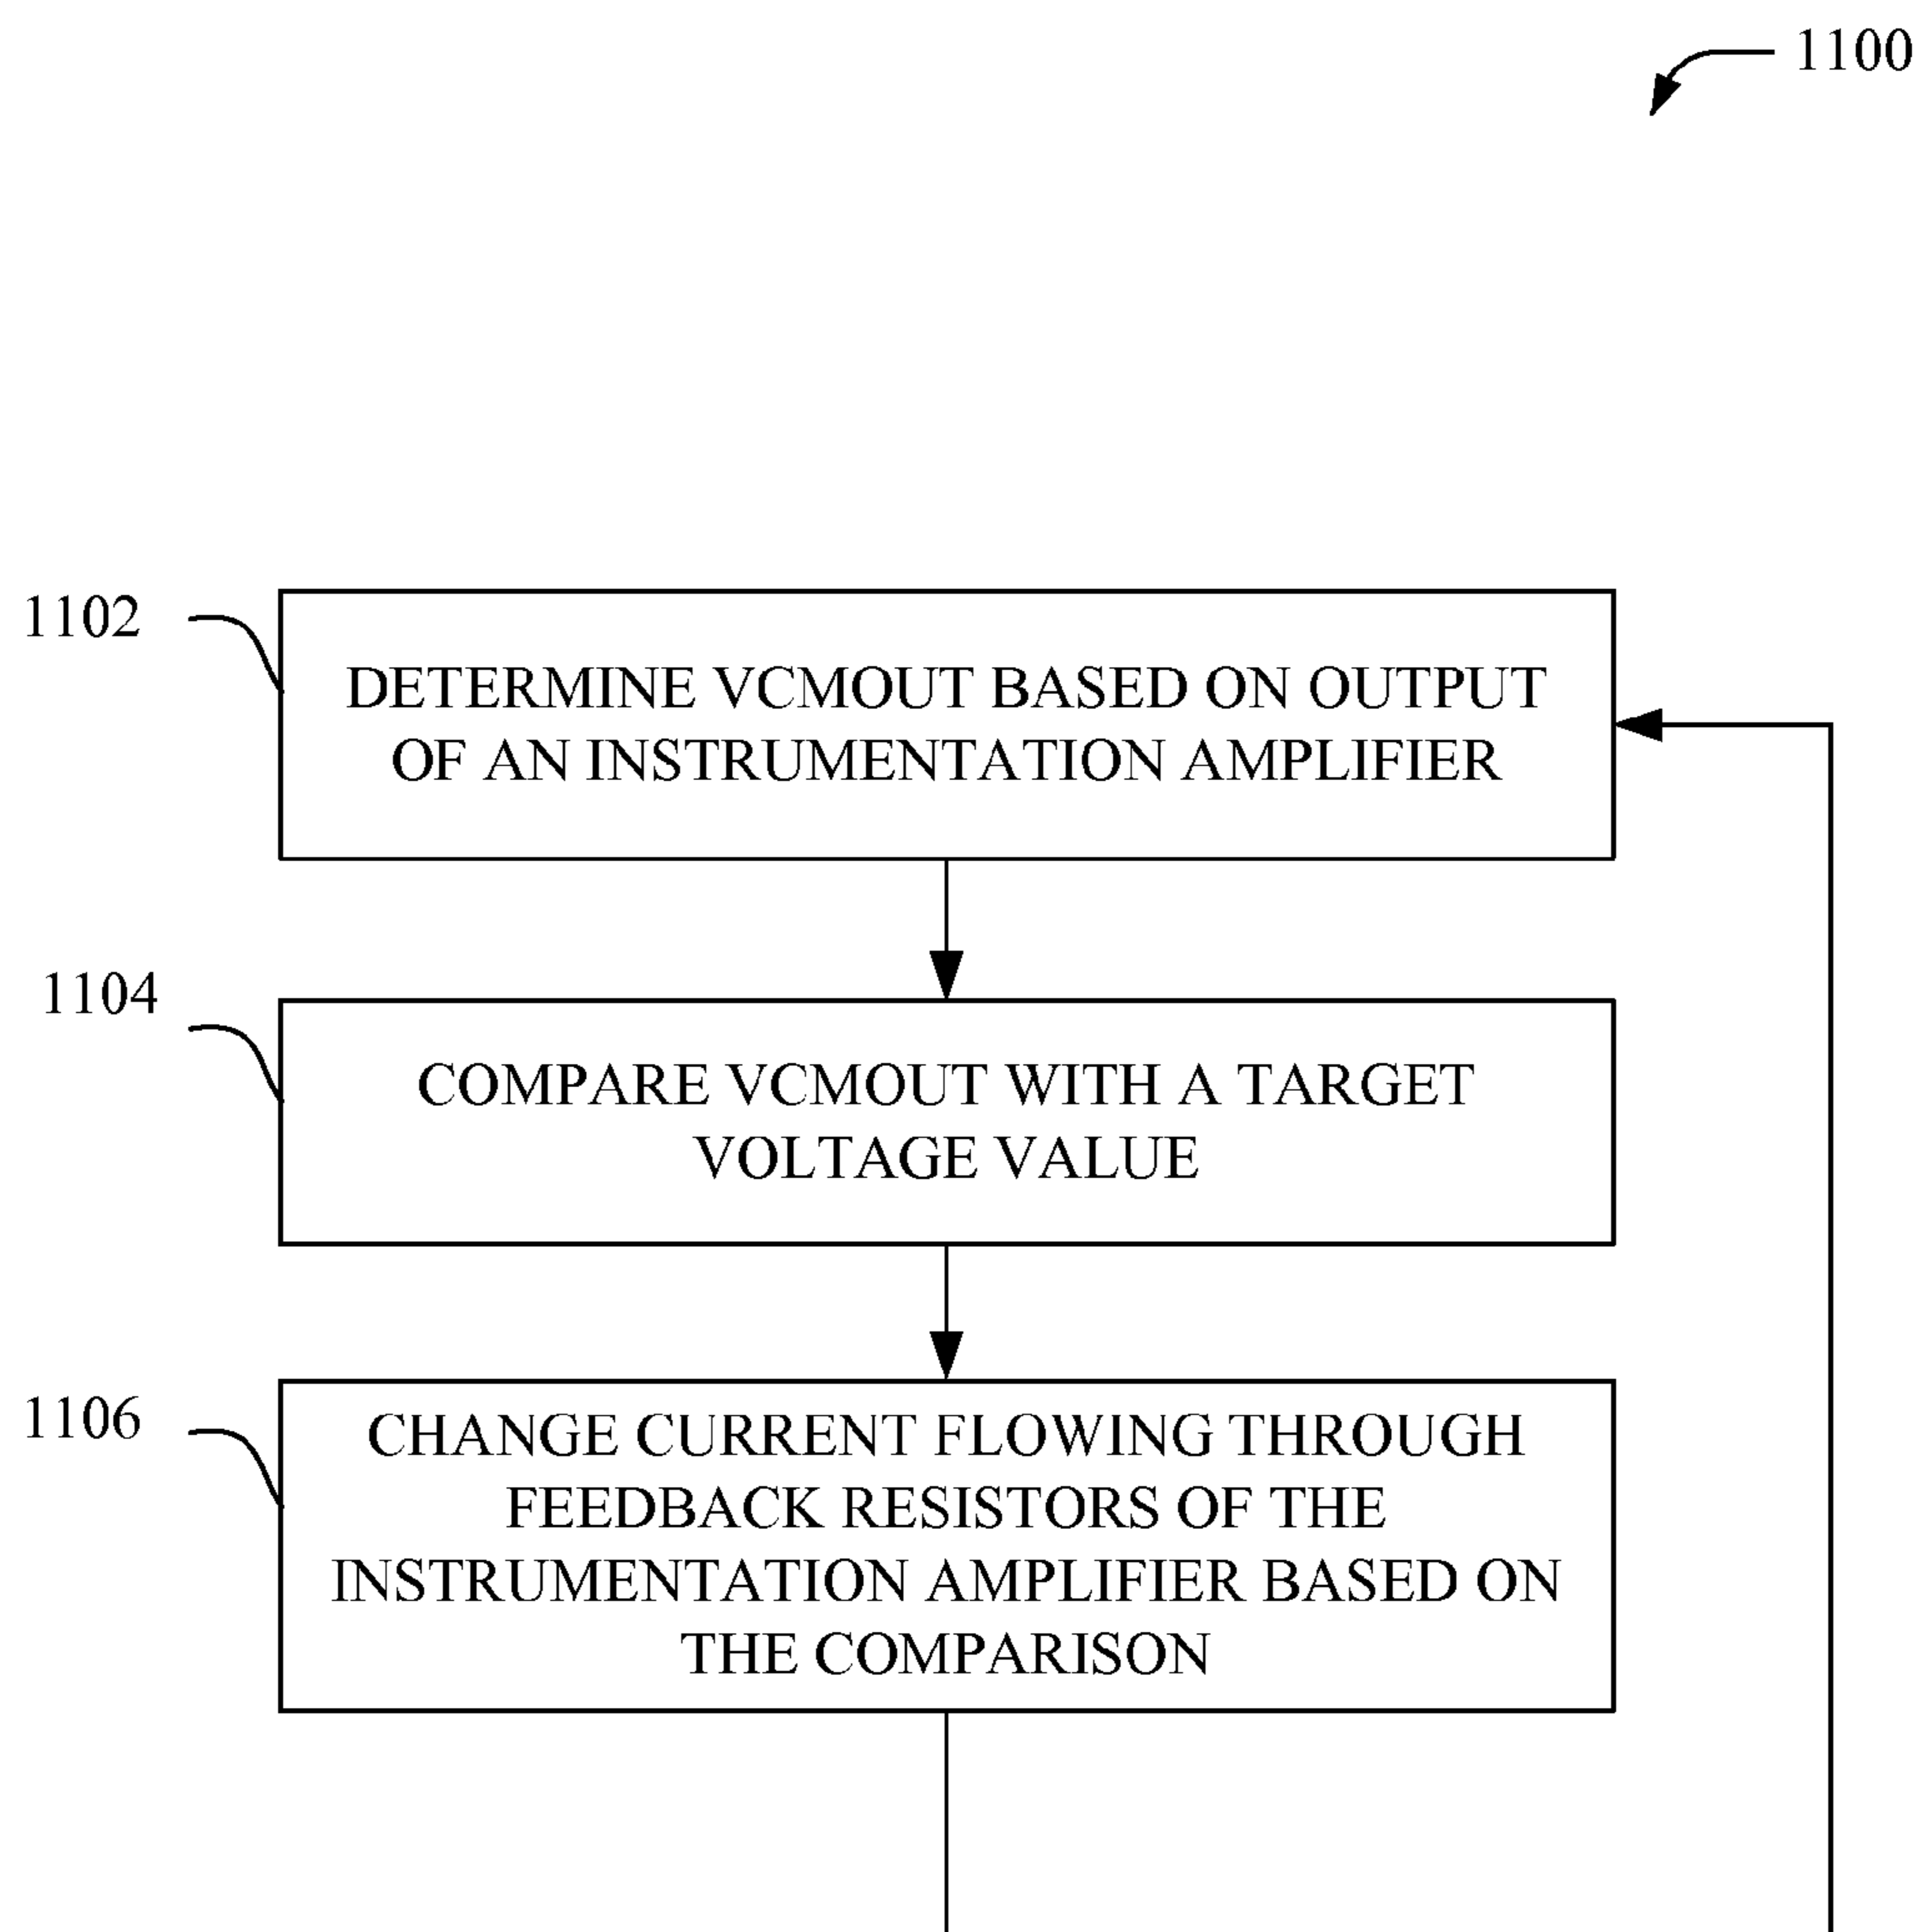 1100
1102
DETERMINE VCMOUT BASED ON OUTPUT
OF AN INSTRUMENTATION AMPLIFIER
1104
COMPARE VCMOUT WITH A TARGET
VOLTAGE VALUE
1106
CHANGE CURRENT FLOWING THROUGH
FEEDBACK RESISTORS OF THE
INSTRUMENTATION AMPLIFIER BASED ON
THE COMPARISON